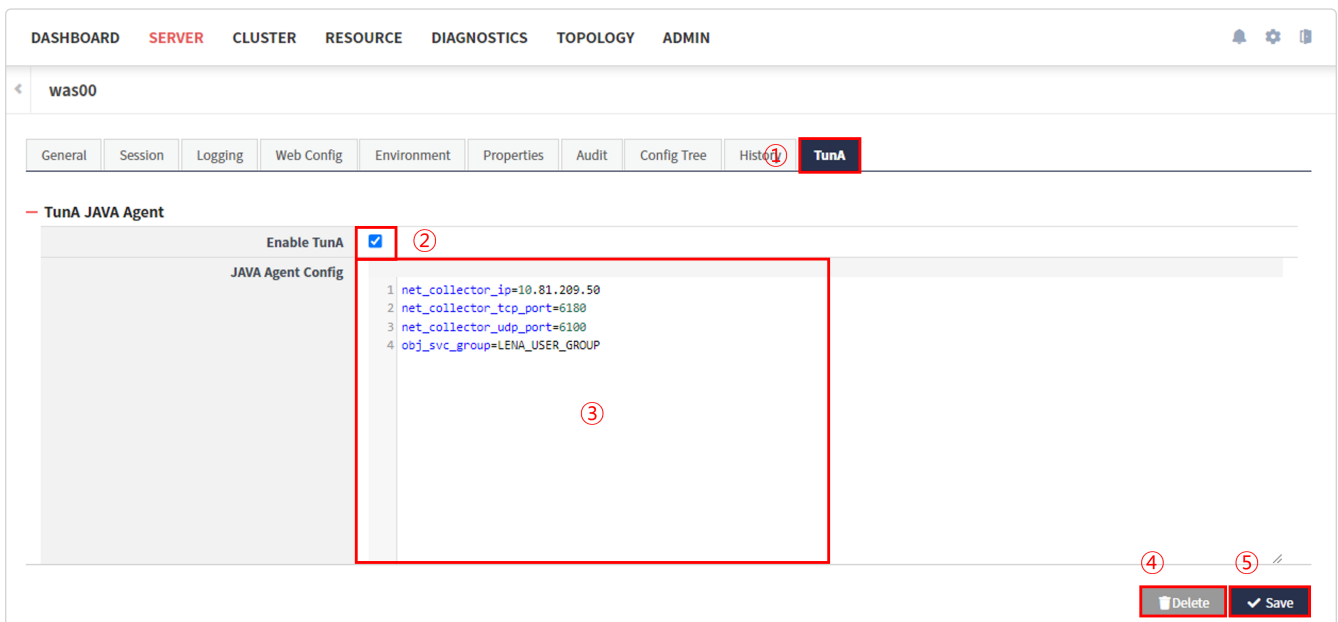 DASHBOARD SERVER CLUSTER RESOURCE DIAGNOSTICS TOPOLOGY ADMIN
was00
General Session Logging Web Config Environment Properties Audit Config Tree History ① TunA
TunA JAVA Agent
Enable TunA ②
JAVA Agent Config
1 net_collector_ip=10.81.209.50
2 net_collector_tcp_port=6180
3 net_collector_udp_port=6100
4 obj_svc_group=LENA_USER_GROUP
③
④ ⑤
Delete Save